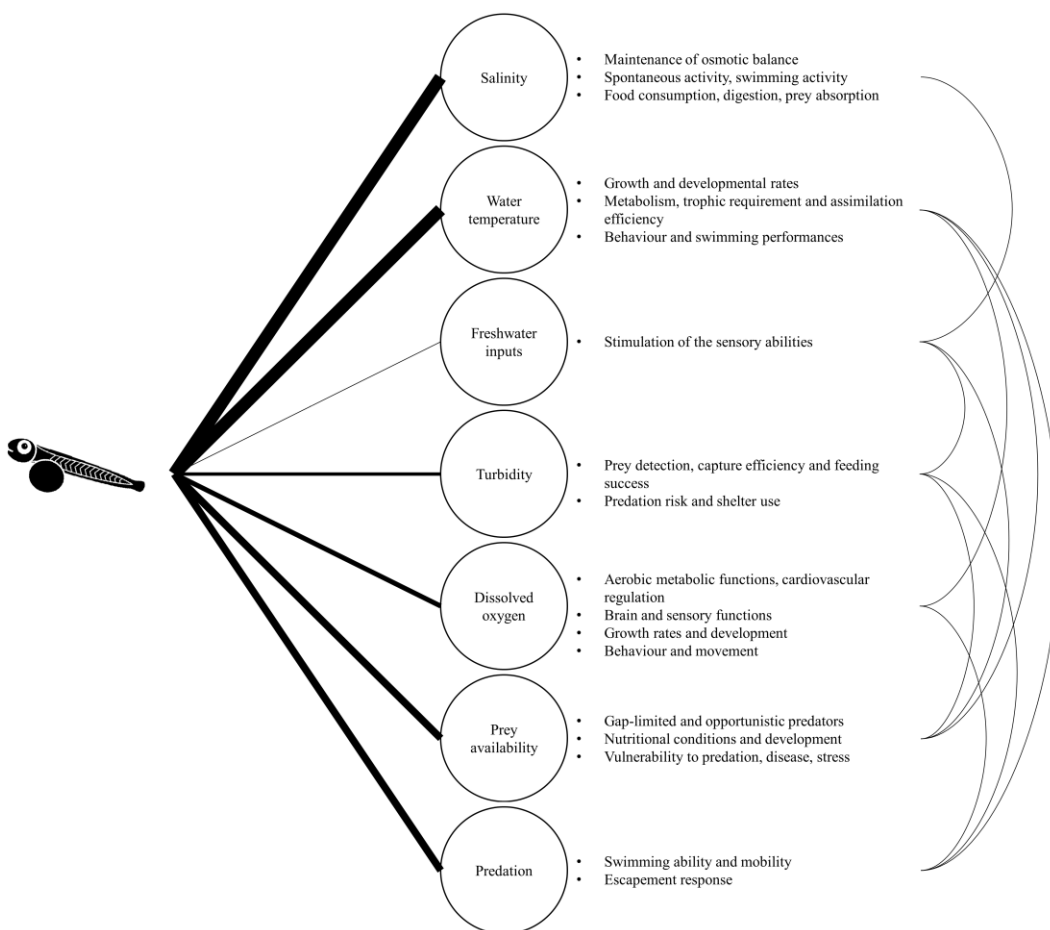 Salinity
• Maintenance of osmotic balance
• Spontaneous activity, swimming activity
• Food consumption, digestion, prey absorption
Water
temperature
• Growth and developmental rates
• Metabolism, trophic requirement and assimilation
efficiency
• Behaviour and swimming performances
Freshwater
inputs
• Stimulation of the sensory abilities
Turbidity
• Prey detection, capture efficiency and feeding
success
• Predation risk and shelter use
Dissolved
oxygen
• Aerobic metabolic functions, cardiovascular
regulation
• Brain and sensory functions
• Growth rates and development
• Behaviour and movement
Prey
availability
• Gap-limited and opportunistic predators
• Nutritional conditions and development
• Vulnerability to predation, disease, stress
Predation
• Swimming ability and mobility
• Escapement response